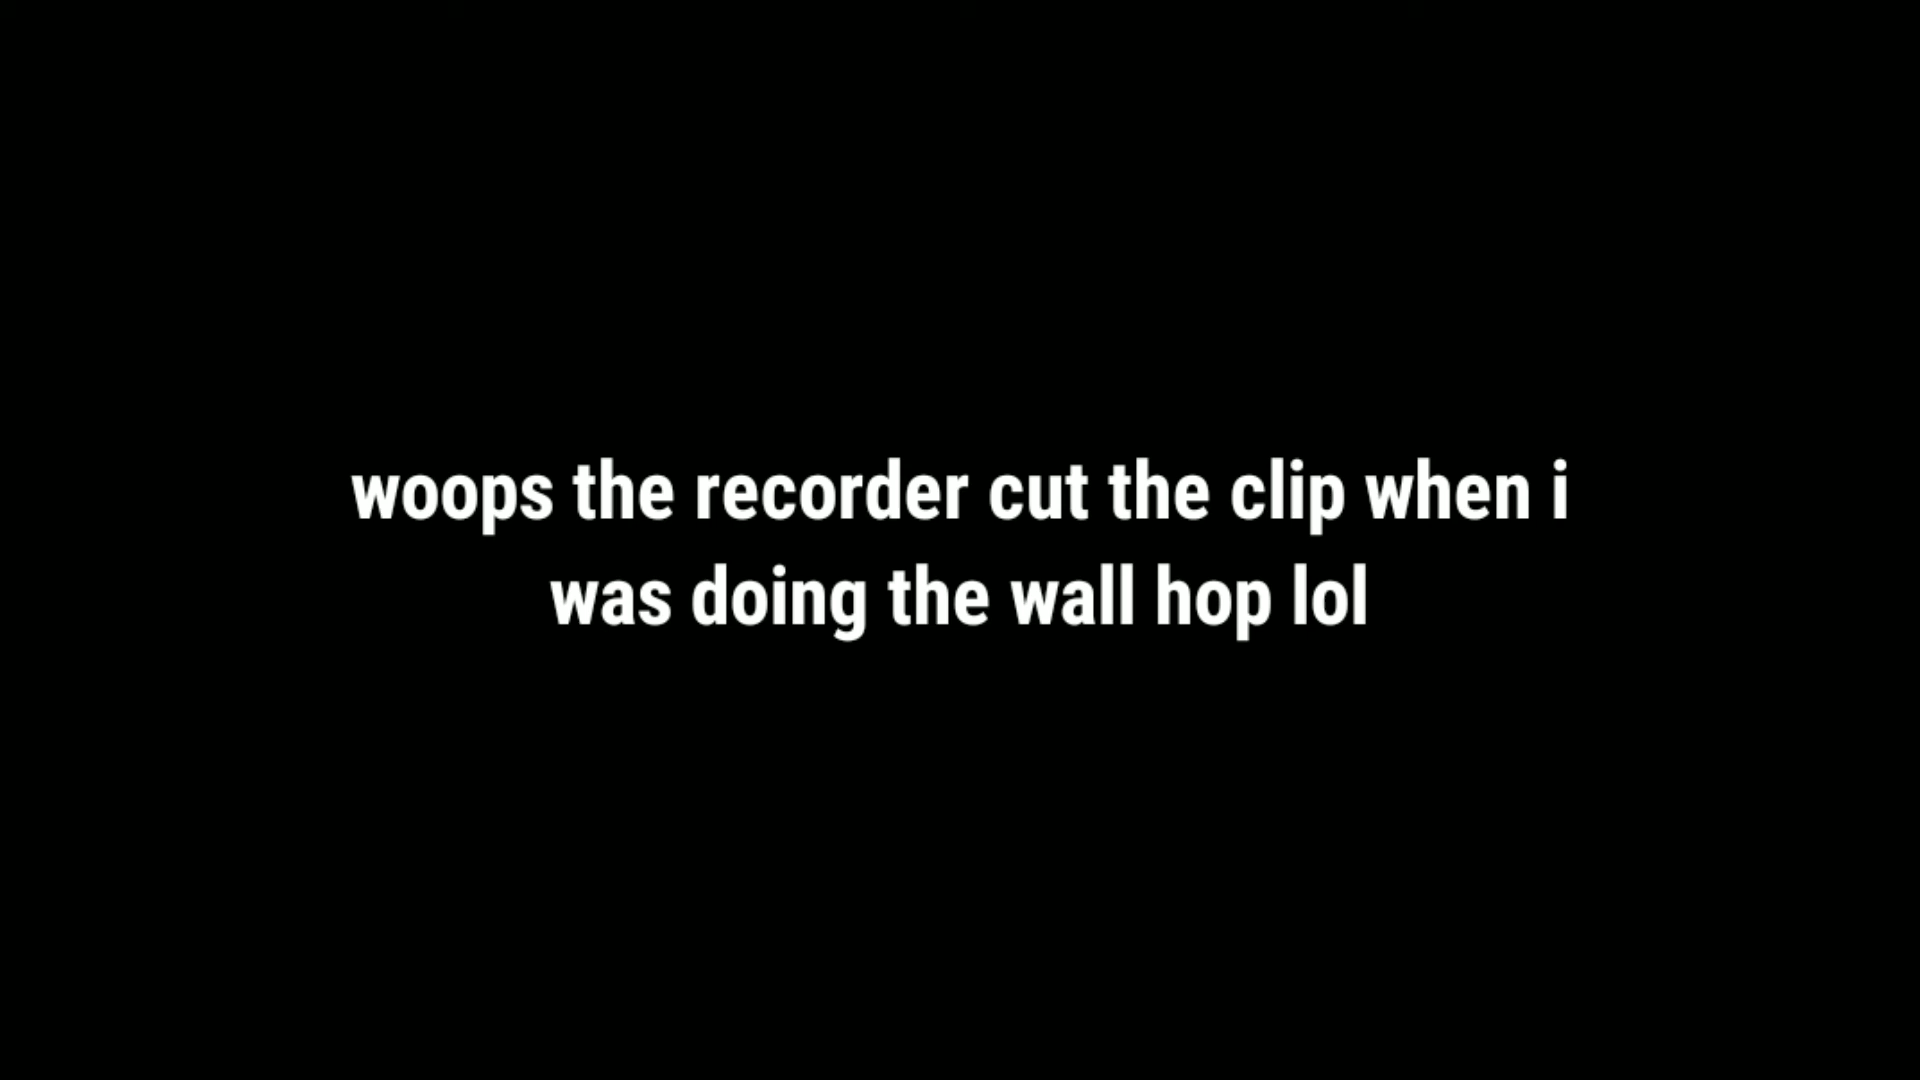 woops the recorder cut the clip when i
was doing the wall hop lol